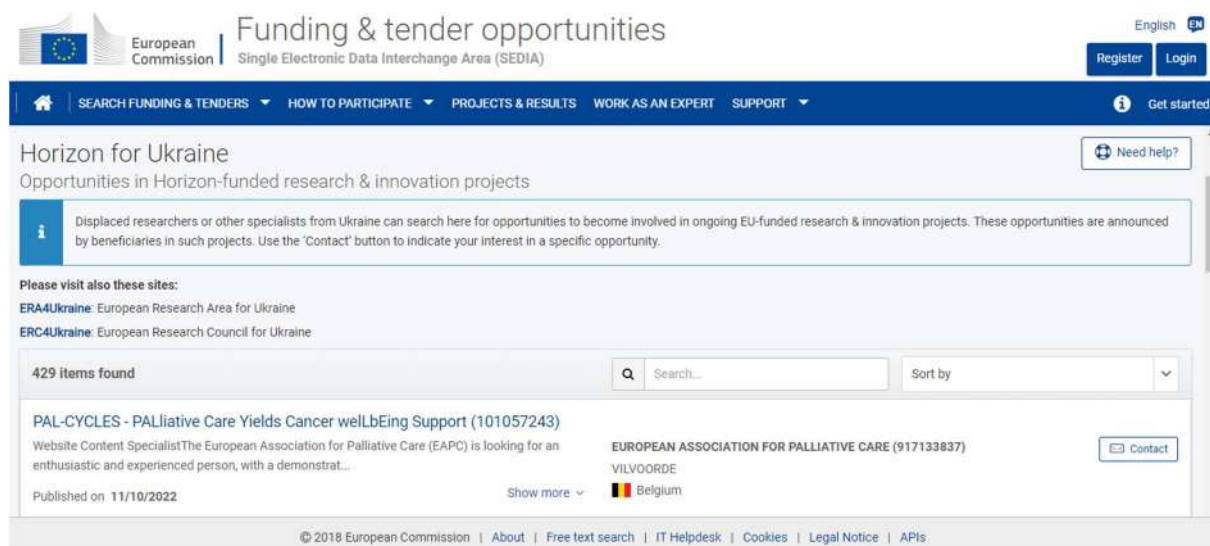 European
Commission
Funding & tender opportunities
Single Electronic Data Interchange Area (SEDIA)
English EN
Register Login
SEARCH FUNDING & TENDERS HOW TO PARTICIPATE PROJECTS & RESULTS WORK AS AN EXPERT SUPPORT Get started
Horizon for Ukraine
Need help?
Opportunities in Horizon-funded research & innovation projects
Displaced researchers or other specialists from Ukraine can search here for opportunities to become involved in ongoing EU-funded research & innovation projects. These opportunities are announced
by beneficiaries in such projects. Use the 'Contact' button to indicate your interest in a specific opportunity.
Please visit also these sites:
ERA4Ukraine: European Research Area for Ukraine
ERC4Ukraine: European Research Council for Ukraine
429 items found Search... Sort by
PAL-CYCLES - PALliative Care Yields Cancer welLbEing Support (101057243)
Website Content SpecialistThe European Association for Palliative Care (EAPC) is looking for an
enthusiastic and experienced person, with a demonstrat...
Published on 11/10/2022 Show more
EUROPEAN ASSOCIATION FOR PALLIATIVE CARE (917133837)
VILVOORDE
Belgium
Contact
© 2018 European Commission | About | Free text search | IT Helpdesk | Cookies | Legal Notice | APIs